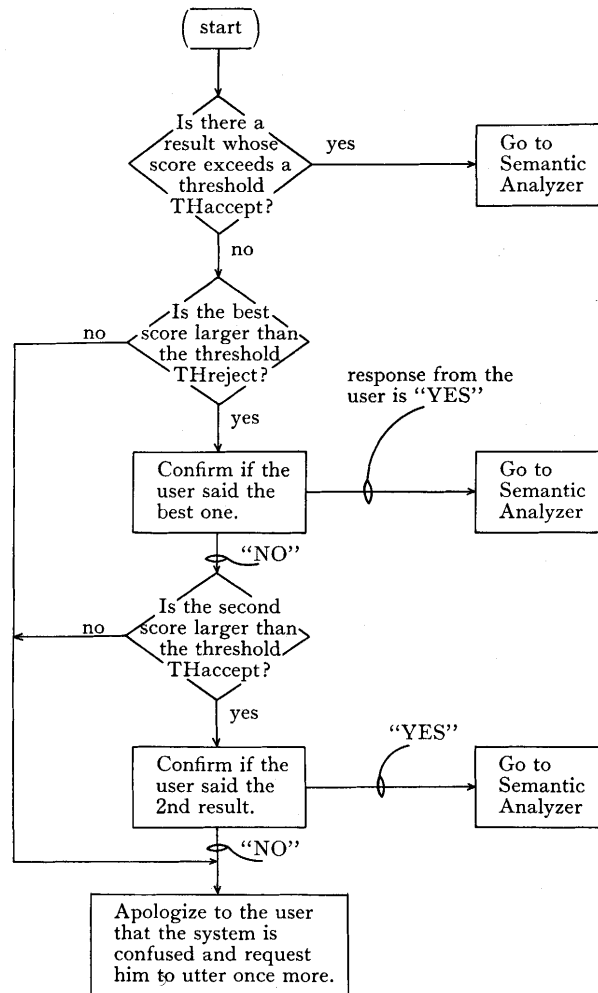 start
Is there a
result whose
score exceeds a
threshold
THaccept?
yes
Go to
Semantic
Analyzer
no
Is the best
score larger than
the threshold
THreject?
no
yes
response from the
user is “YES”
Confirm if the
user said the
best one.
Go to
Semantic
Analyzer
“NO”
Is the second
score larger than
the threshold
THaccept?
no
yes
“YES”
Confirm if the
user said the
2nd result.
Go to
Semantic
Analyzer
“NO”
Apologize to the user
that the system is
confused and request
him to utter once more.